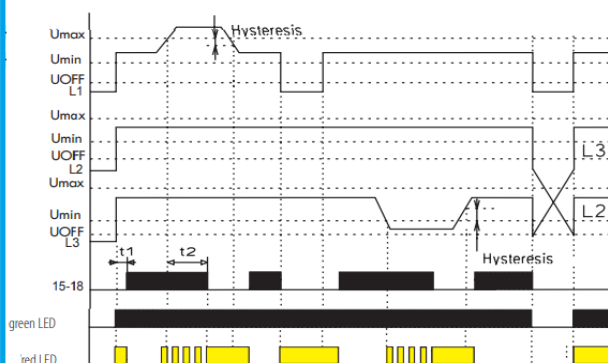 Hysteresis
Umax
Umin
UOFF
L1
Umax
Umin
UOFF
L2
L3
Umax
Umin
UOFF
L3
L2
Hysteresis
t1
t2
15-18
green LED
red LED